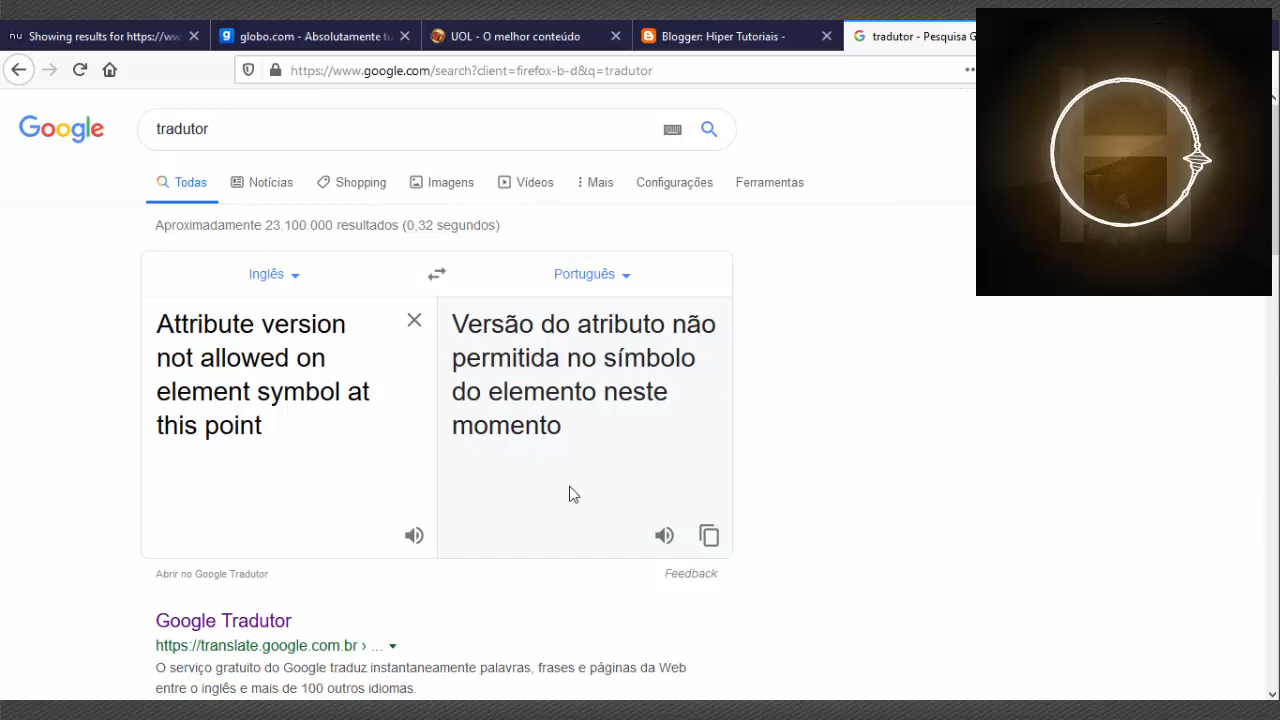 nu Showing results for https://ww
globo.com - Absolutamente tu
UOL - O melhor conteúdo
Blogger: Hiper Tutoriais -
tradutor - Pesquisa G
https://www.google.com/search?client=firefox-b-d&q=tradutor
Google
tradutor
Todas Notícias Shopping Imagens Vídeos Mais Configurações Ferramentas
Aproximadamente 23.100.000 resultados (0,32 segundos)
Inglês Português
Attribute version
not allowed on
element symbol at
this point
Versão do atributo não
permitida no símbolo
do elemento neste
momento
Abrir no Google Tradutor Feedback
Google Tradutor
https://translate.google.com.br › ...
O serviço gratuito do Google traduz instantaneamente palavras, frases e páginas da Web
entre o inglês e mais de 100 outros idiomas.